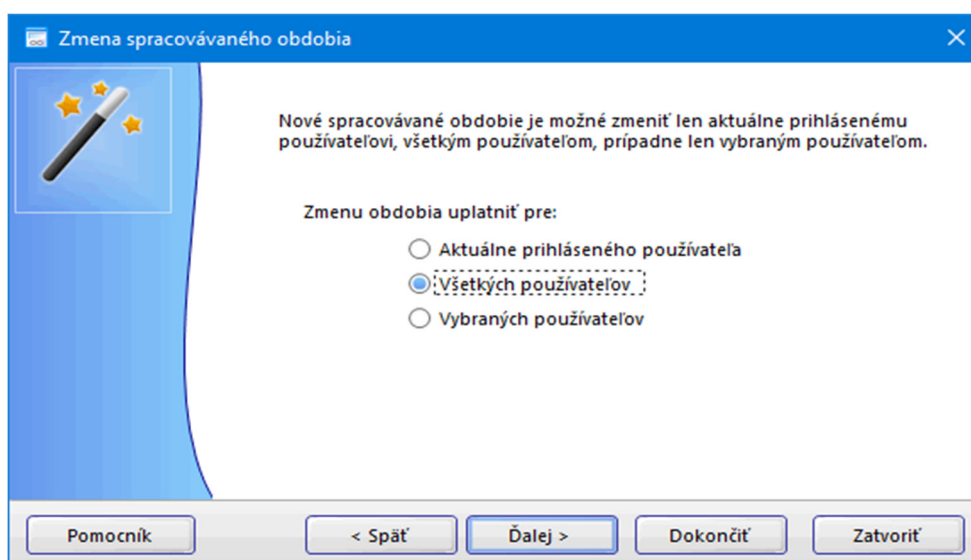 Zmena spracovávaného obdobia
Nové spracovávané obdobie je možné zmeniť len aktuálne prihlásenému
používateľovi, všetkým používateľom, prípadne len vybraným používateľom.
Zmenu obdobia uplatniť pre:
Aktuálne prihláseného používateľa
Všetkých používateľov
Vybraných používateľov
Pomocník
< Späť
Ďalej >
Dokončiť
Zatvoriť